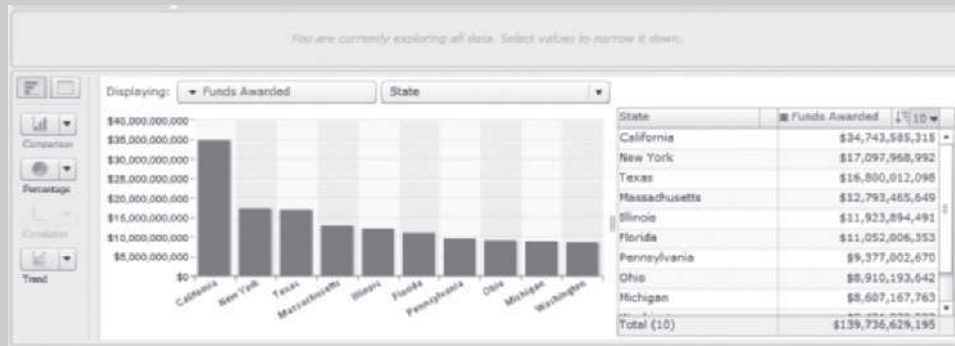 You are currently exploring all data. Select values to narrow it down.
Displaying: Funds Awarded State
Comparison
Percentage
Correlation
Trend
$40,000,000,000
$35,000,000,000
$30,000,000,000
$25,000,000,000
$20,000,000,000
$15,000,000,000
$10,000,000,000
$5,000,000,000
$0
California New York Texas Massachusetts Illinois Florida Pennsylvania Ohio Michigan Washington
State Funds Awarded 10
California $34,743,585,315
New York $17,097,968,992
Texas $16,800,012,098
Massachusetts $12,793,465,649
Illinois $11,923,894,491
Florida $11,052,006,353
Pennsylvania $9,377,002,670
Ohio $8,910,193,642
Michigan $8,607,167,763
Total (10) $139,736,629,195